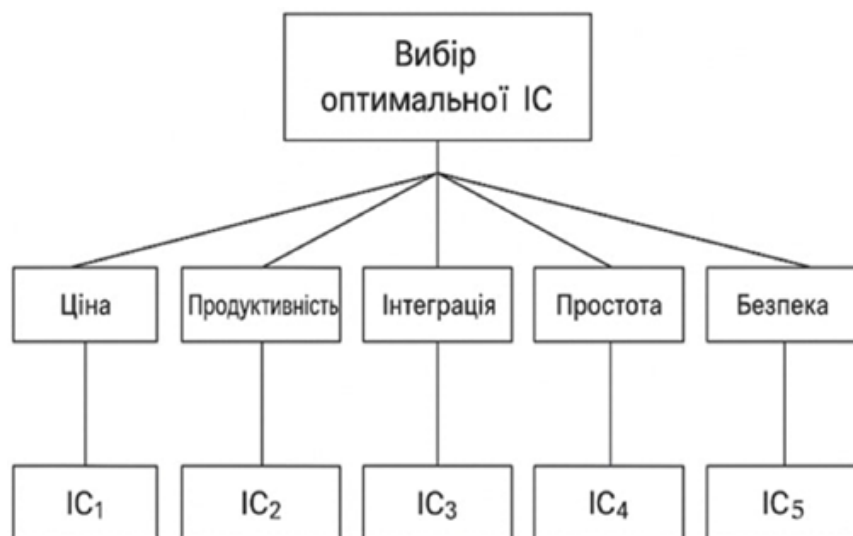 Вибір
оптимальної ІС
Ціна
Продуктивність
Інтеграція
Простота
Безпека
ІС₁
ІС₂
ІС₃
ІС₄
ІС₅